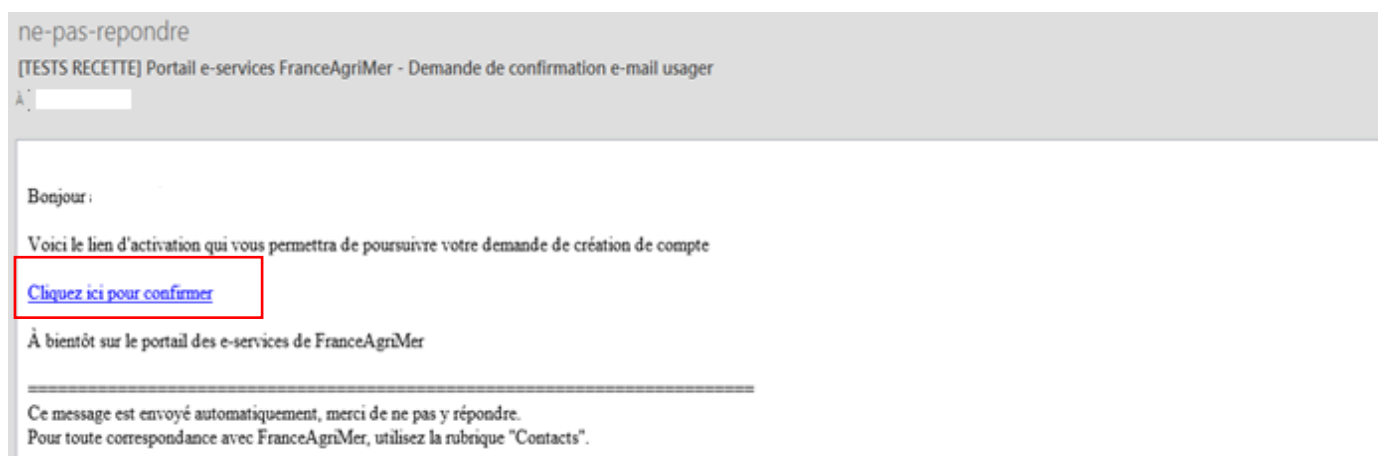 ne-pas-repondre
[TESTS RECETTE] Portail e-services FranceAgriMer - Demande de confirmation e-mail usager
À
Bonjour
Voici le lien d'activation qui vous permettra de poursuivre votre demande de création de compte
Cliquez ici pour confirmer
À bientôt sur le portail des e-services de FranceAgriMer
==========================================================================
Ce message est envoyé automatiquement, merci de ne pas y répondre.
Pour toute correspondance avec FranceAgriMer, utilisez la rubrique "Contacts".